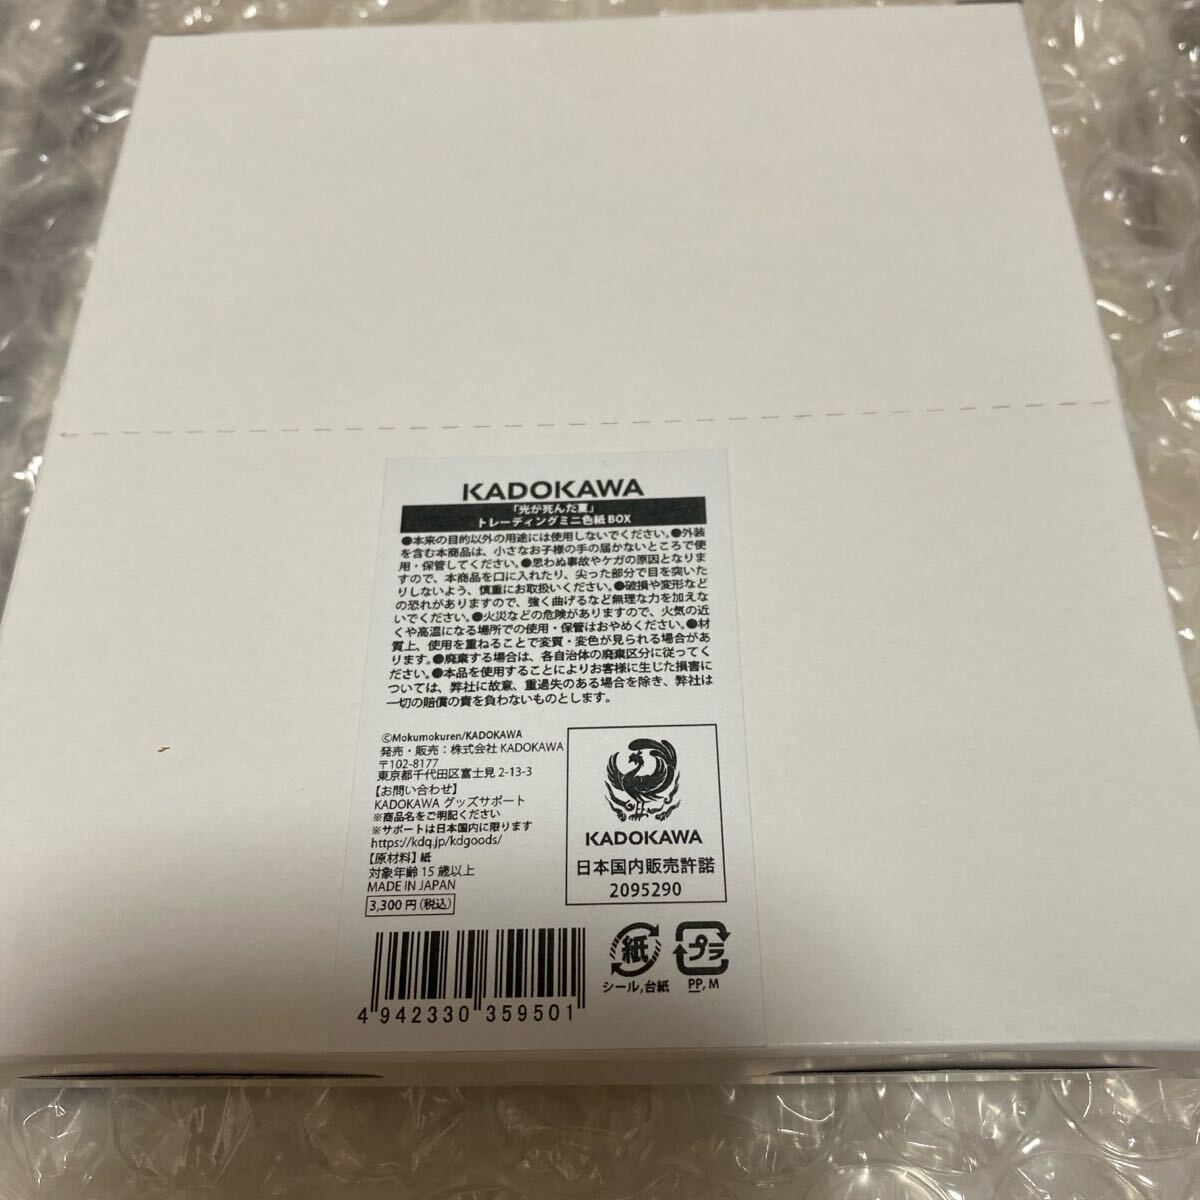 KADOKAWA
「光が死んだ夏」
トレーディングミニ色紙BOX
●本来の目的以外の用途には使用しないでください。●外装
を含む本商品は、小さなお子様の手の届かないところで使
用・保管してください。●思わぬ事故やケガの原因となりま
すので、本商品を口に入れたり、尖った部分で目を突いた
りしないよう、慎重にお取扱いください。●破損や変形など
の恐れがありますので、強く曲げるなど無理な力を加えな
いでください。●火災などの危険がありますので、火気の近
くや高温になる場所での使用・保管はおやめください。●材
質上、使用を重ねることで変質・変色が見られる場合があ
ります。●廃棄する場合は、各自治体の廃棄区分に従ってく
ださい。●本品を使用することによりお客様に生じた損害に
ついては、弊社に故意、重過失のある場合を除き、弊社は
一切の賠償の責を負わないものとします。
©Mokumokuren/KADOKAWA
発売・販売：株式会社 KADOKAWA
〒102-8177
東京都千代田区富士見 2-13-3
【お問い合わせ】
KADOKAWA グッズサポート
※商品名をご明記ください
※サポートは日本国内に限ります
https://kdq.jp/kdgoods/
【原材料】紙
対象年齢 15 歳以上
MADE IN JAPAN
3,300 円(税込)
KADOKAWA
日本国内販売許諾
2095290
4 942330 359501
紙
シール,台紙
プラ
PP, M